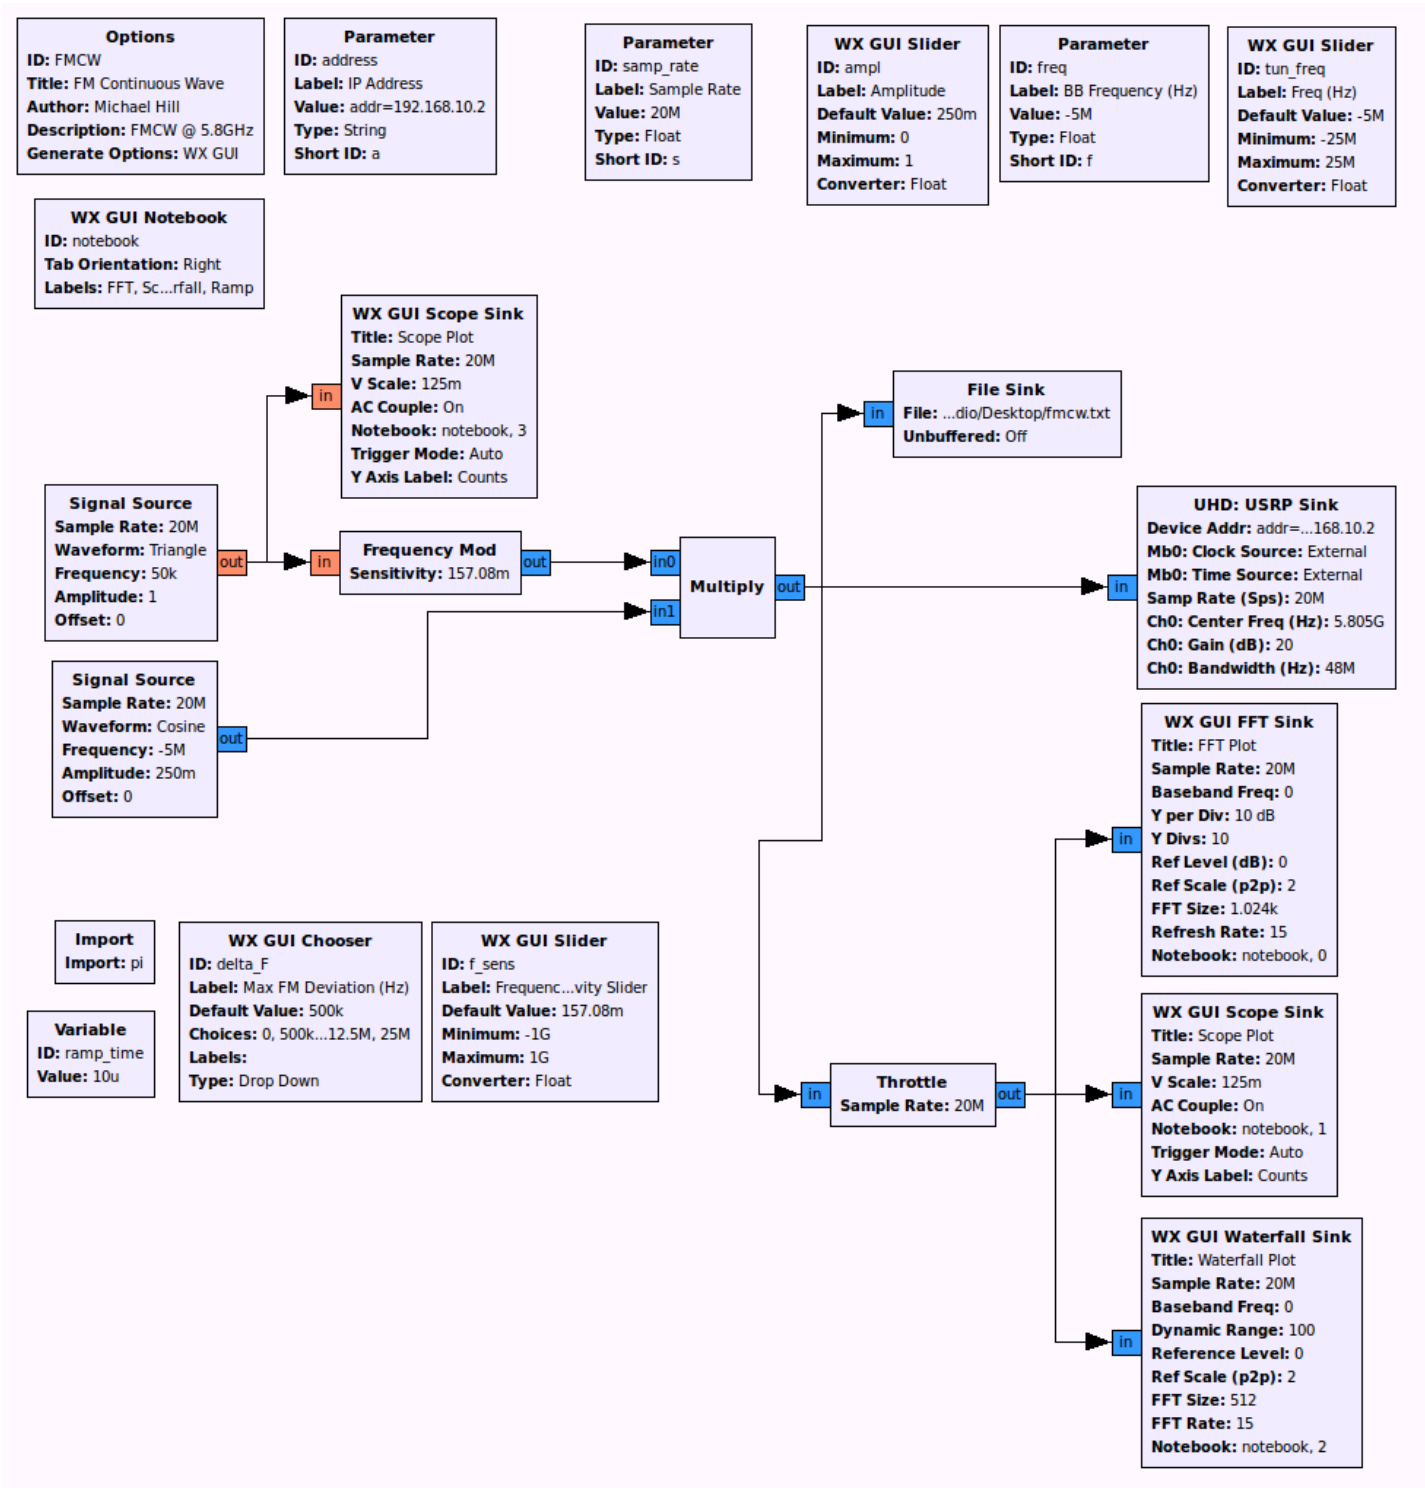 Options
ID: FMCW
Title: FM Continuous Wave
Author: Michael Hill
Description: FMCW @ 5.8GHz
Generate Options: WX GUI
Parameter
ID: address
Label: IP Address
Value: addr=192.168.10.2
Type: String
Short ID: a
Parameter
ID: samp_rate
Label: Sample Rate
Value: 20M
Type: Float
Short ID: s
WX GUI Slider
ID: ampl
Label: Amplitude
Default Value: 250m
Minimum: 0
Maximum: 1
Converter: Float
Parameter
ID: freq
Label: BB Frequency (Hz)
Value: -5M
Type: Float
Short ID: f
WX GUI Slider
ID: tun_freq
Label: Freq (Hz)
Default Value: -5M
Minimum: -25M
Maximum: 25M
Converter: Float
WX GUI Notebook
ID: notebook
Tab Orientation: Right
Labels: FFT, Sc...rfall, Ramp
WX GUI Scope Sink
Title: Scope Plot
Sample Rate: 20M
V Scale: 125m
AC Couple: On
Notebook: notebook, 3
Trigger Mode: Auto
Y Axis Label: Counts
in
File Sink
File: ...dio/Desktop/fmcw.txt
Unbuffered: Off
in
Signal Source
Sample Rate: 20M
Waveform: Triangle
Frequency: 50k
Amplitude: 1
Offset: 0
out
in
Frequency Mod
Sensitivity: 157.08m
out
in0
in1
Multiply
out
in
UHD: USRP Sink
Device Addr: addr=...168.10.2
Mb0: Clock Source: External
Mb0: Time Source: External
Samp Rate (Sps): 20M
Ch0: Center Freq (Hz): 5.805G
Ch0: Gain (dB): 20
Ch0: Bandwidth (Hz): 48M
Signal Source
Sample Rate: 20M
Waveform: Cosine
Frequency: -5M
Amplitude: 250m
Offset: 0
out
in
WX GUI FFT Sink
Title: FFT Plot
Sample Rate: 20M
Baseband Freq: 0
Y per Div: 10 dB
Y Divs: 10
Ref Level (dB): 0
Ref Scale (p2p): 2
FFT Size: 1.024k
Refresh Rate: 15
Notebook: notebook, 0
Import
Import: pi
WX GUI Chooser
ID: delta_F
Label: Max FM Deviation (Hz)
Default Value: 500k
Choices: 0, 500k...12.5M, 25M
Labels:
Type: Drop Down
WX GUI Slider
ID: f_sens
Label: Frequenc...vity Slider
Default Value: 157.08m
Minimum: -1G
Maximum: 1G
Converter: Float
Variable
ID: ramp_time
Value: 10u
in
Throttle
Sample Rate: 20M
out
in
WX GUI Scope Sink
Title: Scope Plot
Sample Rate: 20M
V Scale: 125m
AC Couple: On
Notebook: notebook, 1
Trigger Mode: Auto
Y Axis Label: Counts
in
WX GUI Waterfall Sink
Title: Waterfall Plot
Sample Rate: 20M
Baseband Freq: 0
Dynamic Range: 100
Reference Level: 0
Ref Scale (p2p): 2
FFT Size: 512
FFT Rate: 15
Notebook: notebook, 2